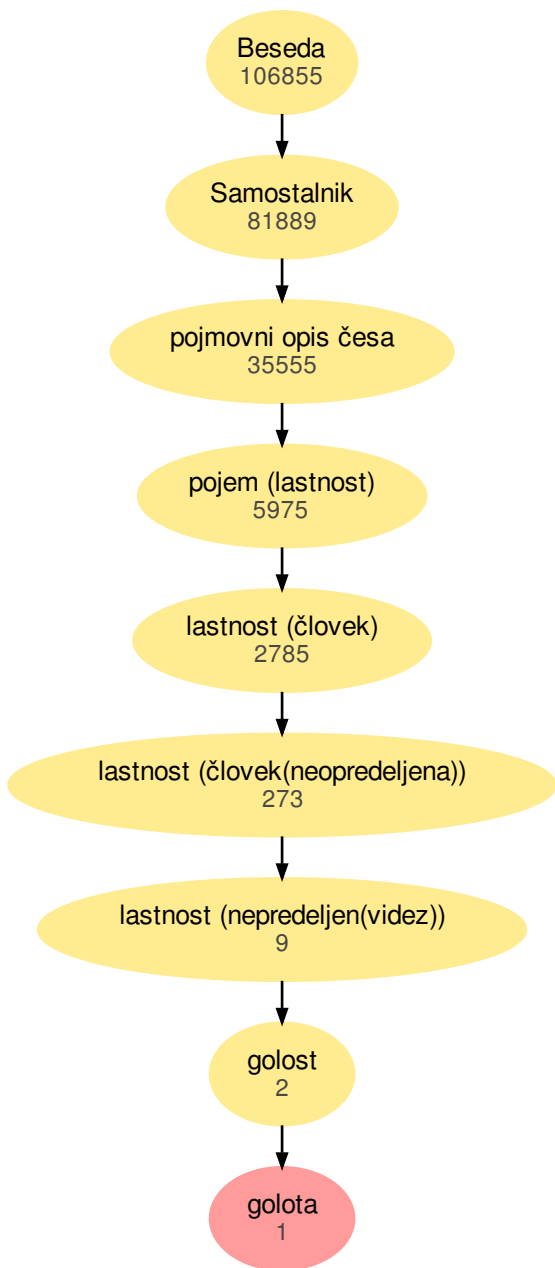 Beseda
106855
Samostalnik
81889
pojmovni opis česa
35555
pojem (lastnost)
5975
lastnost (človek)
2785
lastnost (človek(neopredeljena))
273
lastnost (nepredeljen(videz))
9
golost
2
golota
1